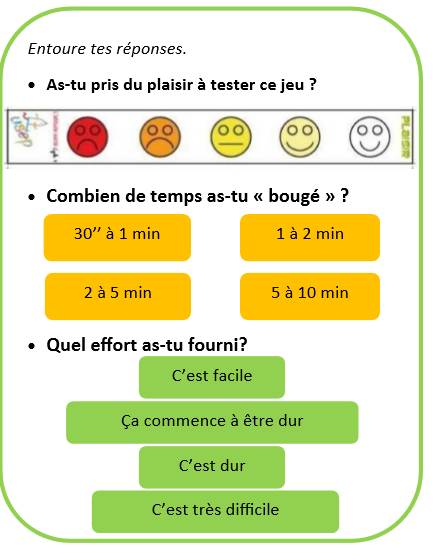 Entoure tes réponses.
• As-tu pris du plaisir à tester ce jeu ?
Usep
PLAISIR
• Combien de temps as-tu « bougé » ?
30’’ à 1 min
1 à 2 min
2 à 5 min
5 à 10 min
• Quel effort as-tu fourni?
C’est facile
Ça commence à être dur
C’est dur
C’est très difficile